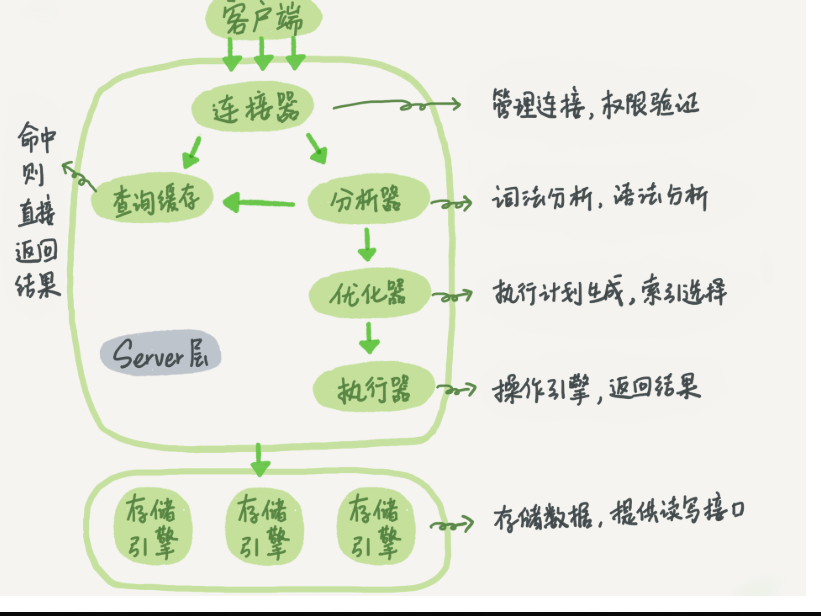 客户端
连接器
管理连接,权限验证
命中
则
直接
返回
结果
查询缓存
分析器
词法分析,语法分析
优化器
执行计划生成,索引选择
Server层
执行器
操作引擎,返回结果
存储
引擎
存储
引擎
存储
引擎
存储数据,提供读写接口